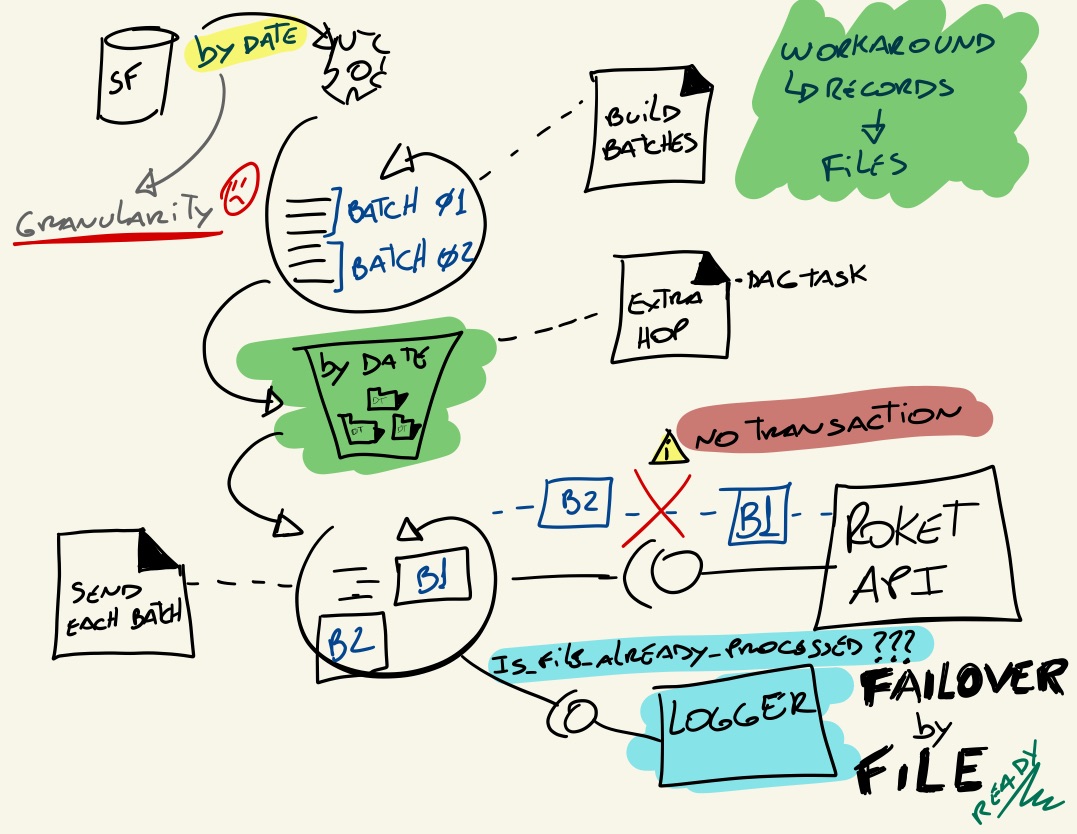 SF
by DATE
GRANULARITY
BATCH Ø1
BATCH Ø2
BUILD
BATCHES
WORKAROUND
RECORDS
FILES
EXTRA
HOP
- DAG TASK
by DATE
DT
DT
DT
NO TRANSACTION
B2
B1
ROKET
API
SEND
EACH BATCH
B1
B2
IS_FILE_ALREADY_PROCESSED ???
LOGGER
FAILOVER
by
FILE
READY